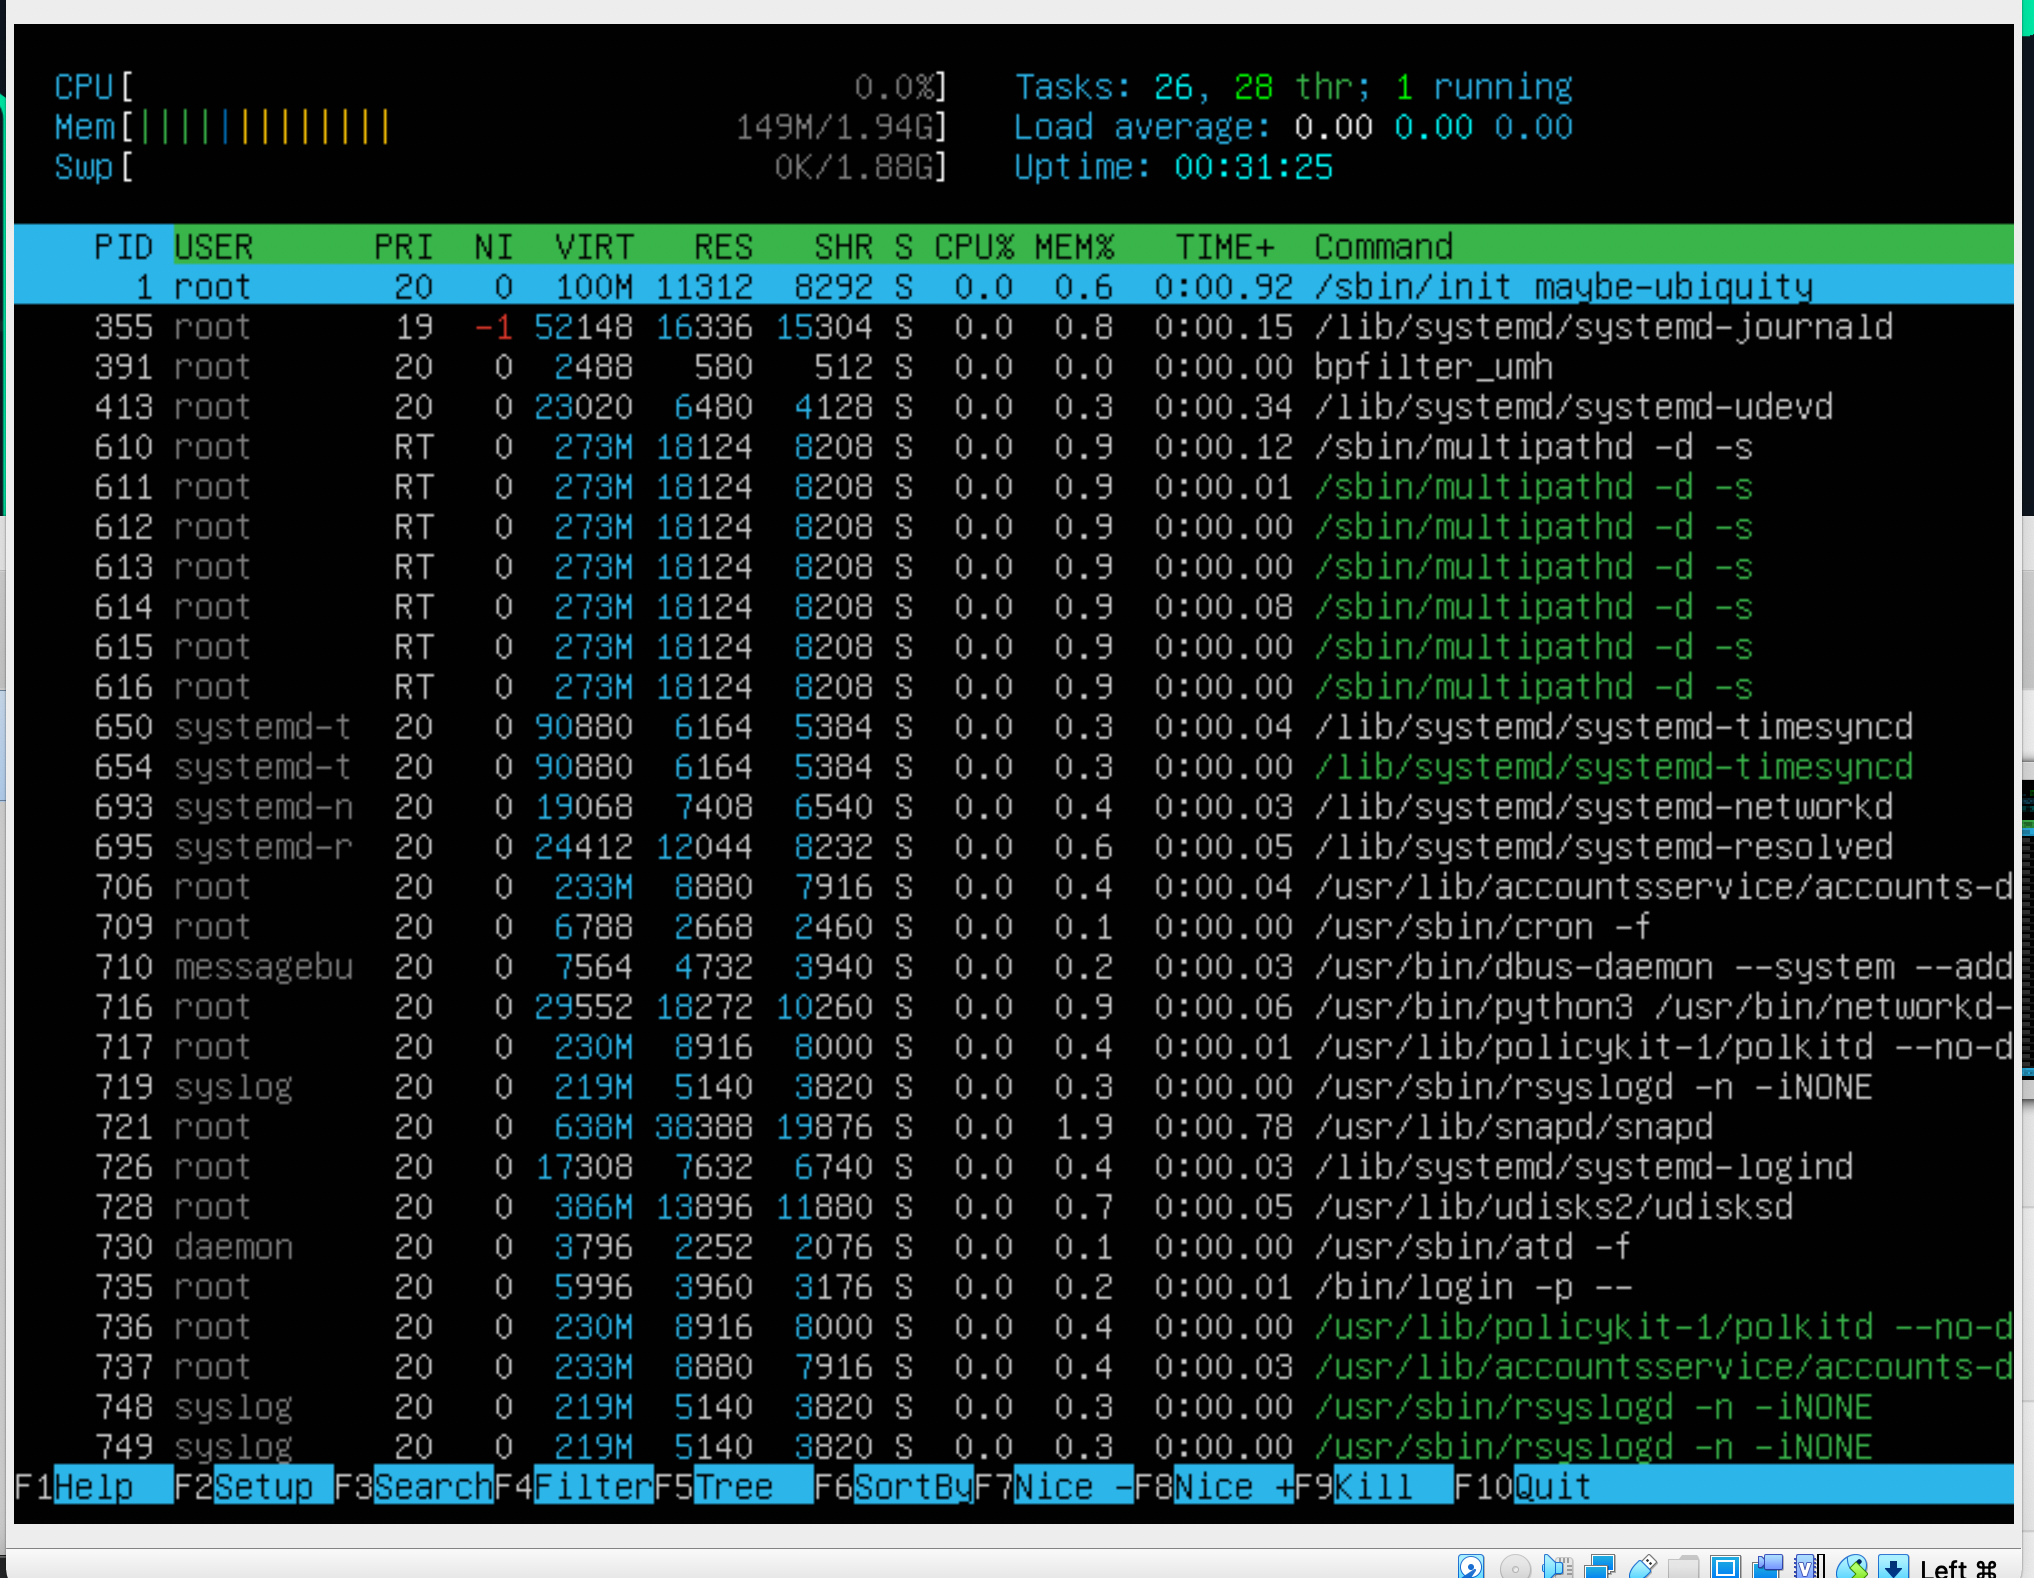 CPU[ 0.0%] Tasks: 26, 28 thr; 1 running
Mem[|||||||||||||| 149M/1.94G] Load average: 0.00 0.00 0.00
Swp[ 0K/1.88G] Uptime: 00:31:25
PID USER PRI NI VIRT RES SHR S CPU% MEM% TIME+ Command
1 root 20 0 100M 11312 8292 S 0.0 0.6 0:00.92 /sbin/init maybe-ubiquity
355 root 19 -1 52148 16336 15304 S 0.0 0.8 0:00.15 /lib/systemd/systemd-journald
391 root 20 0 2488 580 512 S 0.0 0.0 0:00.00 bpfilter_umh
413 root 20 0 23020 6480 4128 S 0.0 0.3 0:00.34 /lib/systemd/systemd-udevd
610 root RT 0 273M 18124 8208 S 0.0 0.9 0:00.12 /sbin/multipathd -d -s
611 root RT 0 273M 18124 8208 S 0.0 0.9 0:00.01 /sbin/multipathd -d -s
612 root RT 0 273M 18124 8208 S 0.0 0.9 0:00.00 /sbin/multipathd -d -s
613 root RT 0 273M 18124 8208 S 0.0 0.9 0:00.00 /sbin/multipathd -d -s
614 root RT 0 273M 18124 8208 S 0.0 0.9 0:00.08 /sbin/multipathd -d -s
615 root RT 0 273M 18124 8208 S 0.0 0.9 0:00.00 /sbin/multipathd -d -s
616 root RT 0 273M 18124 8208 S 0.0 0.9 0:00.00 /sbin/multipathd -d -s
650 systemd-t 20 0 90880 6164 5384 S 0.0 0.3 0:00.04 /lib/systemd/systemd-timesyncd
654 systemd-t 20 0 90880 6164 5384 S 0.0 0.3 0:00.00 /lib/systemd/systemd-timesyncd
693 systemd-n 20 0 19068 7408 6540 S 0.0 0.4 0:00.03 /lib/systemd/systemd-networkd
695 systemd-r 20 0 24412 12044 8232 S 0.0 0.6 0:00.05 /lib/systemd/systemd-resolved
706 root 20 0 233M 8880 7916 S 0.0 0.4 0:00.04 /usr/lib/accountsservice/accounts-d
709 root 20 0 6788 2668 2460 S 0.0 0.1 0:00.00 /usr/sbin/cron -f
710 messagebu 20 0 7564 4732 3940 S 0.0 0.2 0:00.03 /usr/bin/dbus-daemon --system --add
716 root 20 0 29552 18272 10260 S 0.0 0.9 0:00.06 /usr/bin/python3 /usr/bin/networkd-
717 root 20 0 230M 8916 8000 S 0.0 0.4 0:00.01 /usr/lib/policykit-1/polkitd --no-d
719 syslog 20 0 219M 5140 3820 S 0.0 0.3 0:00.00 /usr/sbin/rsyslogd -n -iNONE
721 root 20 0 638M 38388 19876 S 0.0 1.9 0:00.78 /usr/lib/snapd/snapd
726 root 20 0 17308 7632 6740 S 0.0 0.4 0:00.03 /lib/systemd/systemd-logind
728 root 20 0 386M 13896 11880 S 0.0 0.7 0:00.05 /usr/lib/udisks2/udisksd
730 daemon 20 0 3796 2252 2076 S 0.0 0.1 0:00.00 /usr/sbin/atd -f
735 root 20 0 5996 3960 3176 S 0.0 0.2 0:00.01 /bin/login -p --
736 root 20 0 230M 8916 8000 S 0.0 0.4 0:00.00 /usr/lib/policykit-1/polkitd --no-d
737 root 20 0 233M 8880 7916 S 0.0 0.4 0:00.03 /usr/lib/accountsservice/accounts-d
748 syslog 20 0 219M 5140 3820 S 0.0 0.3 0:00.00 /usr/sbin/rsyslogd -n -iNONE
749 syslog 20 0 219M 5140 3820 S 0.0 0.3 0:00.00 /usr/sbin/rsyslogd -n -iNONE
F1Help F2Setup F3SearchF4FilterF5Tree F6SortByF7Nice -F8Nice +F9Kill F10Quit
Left ⌘